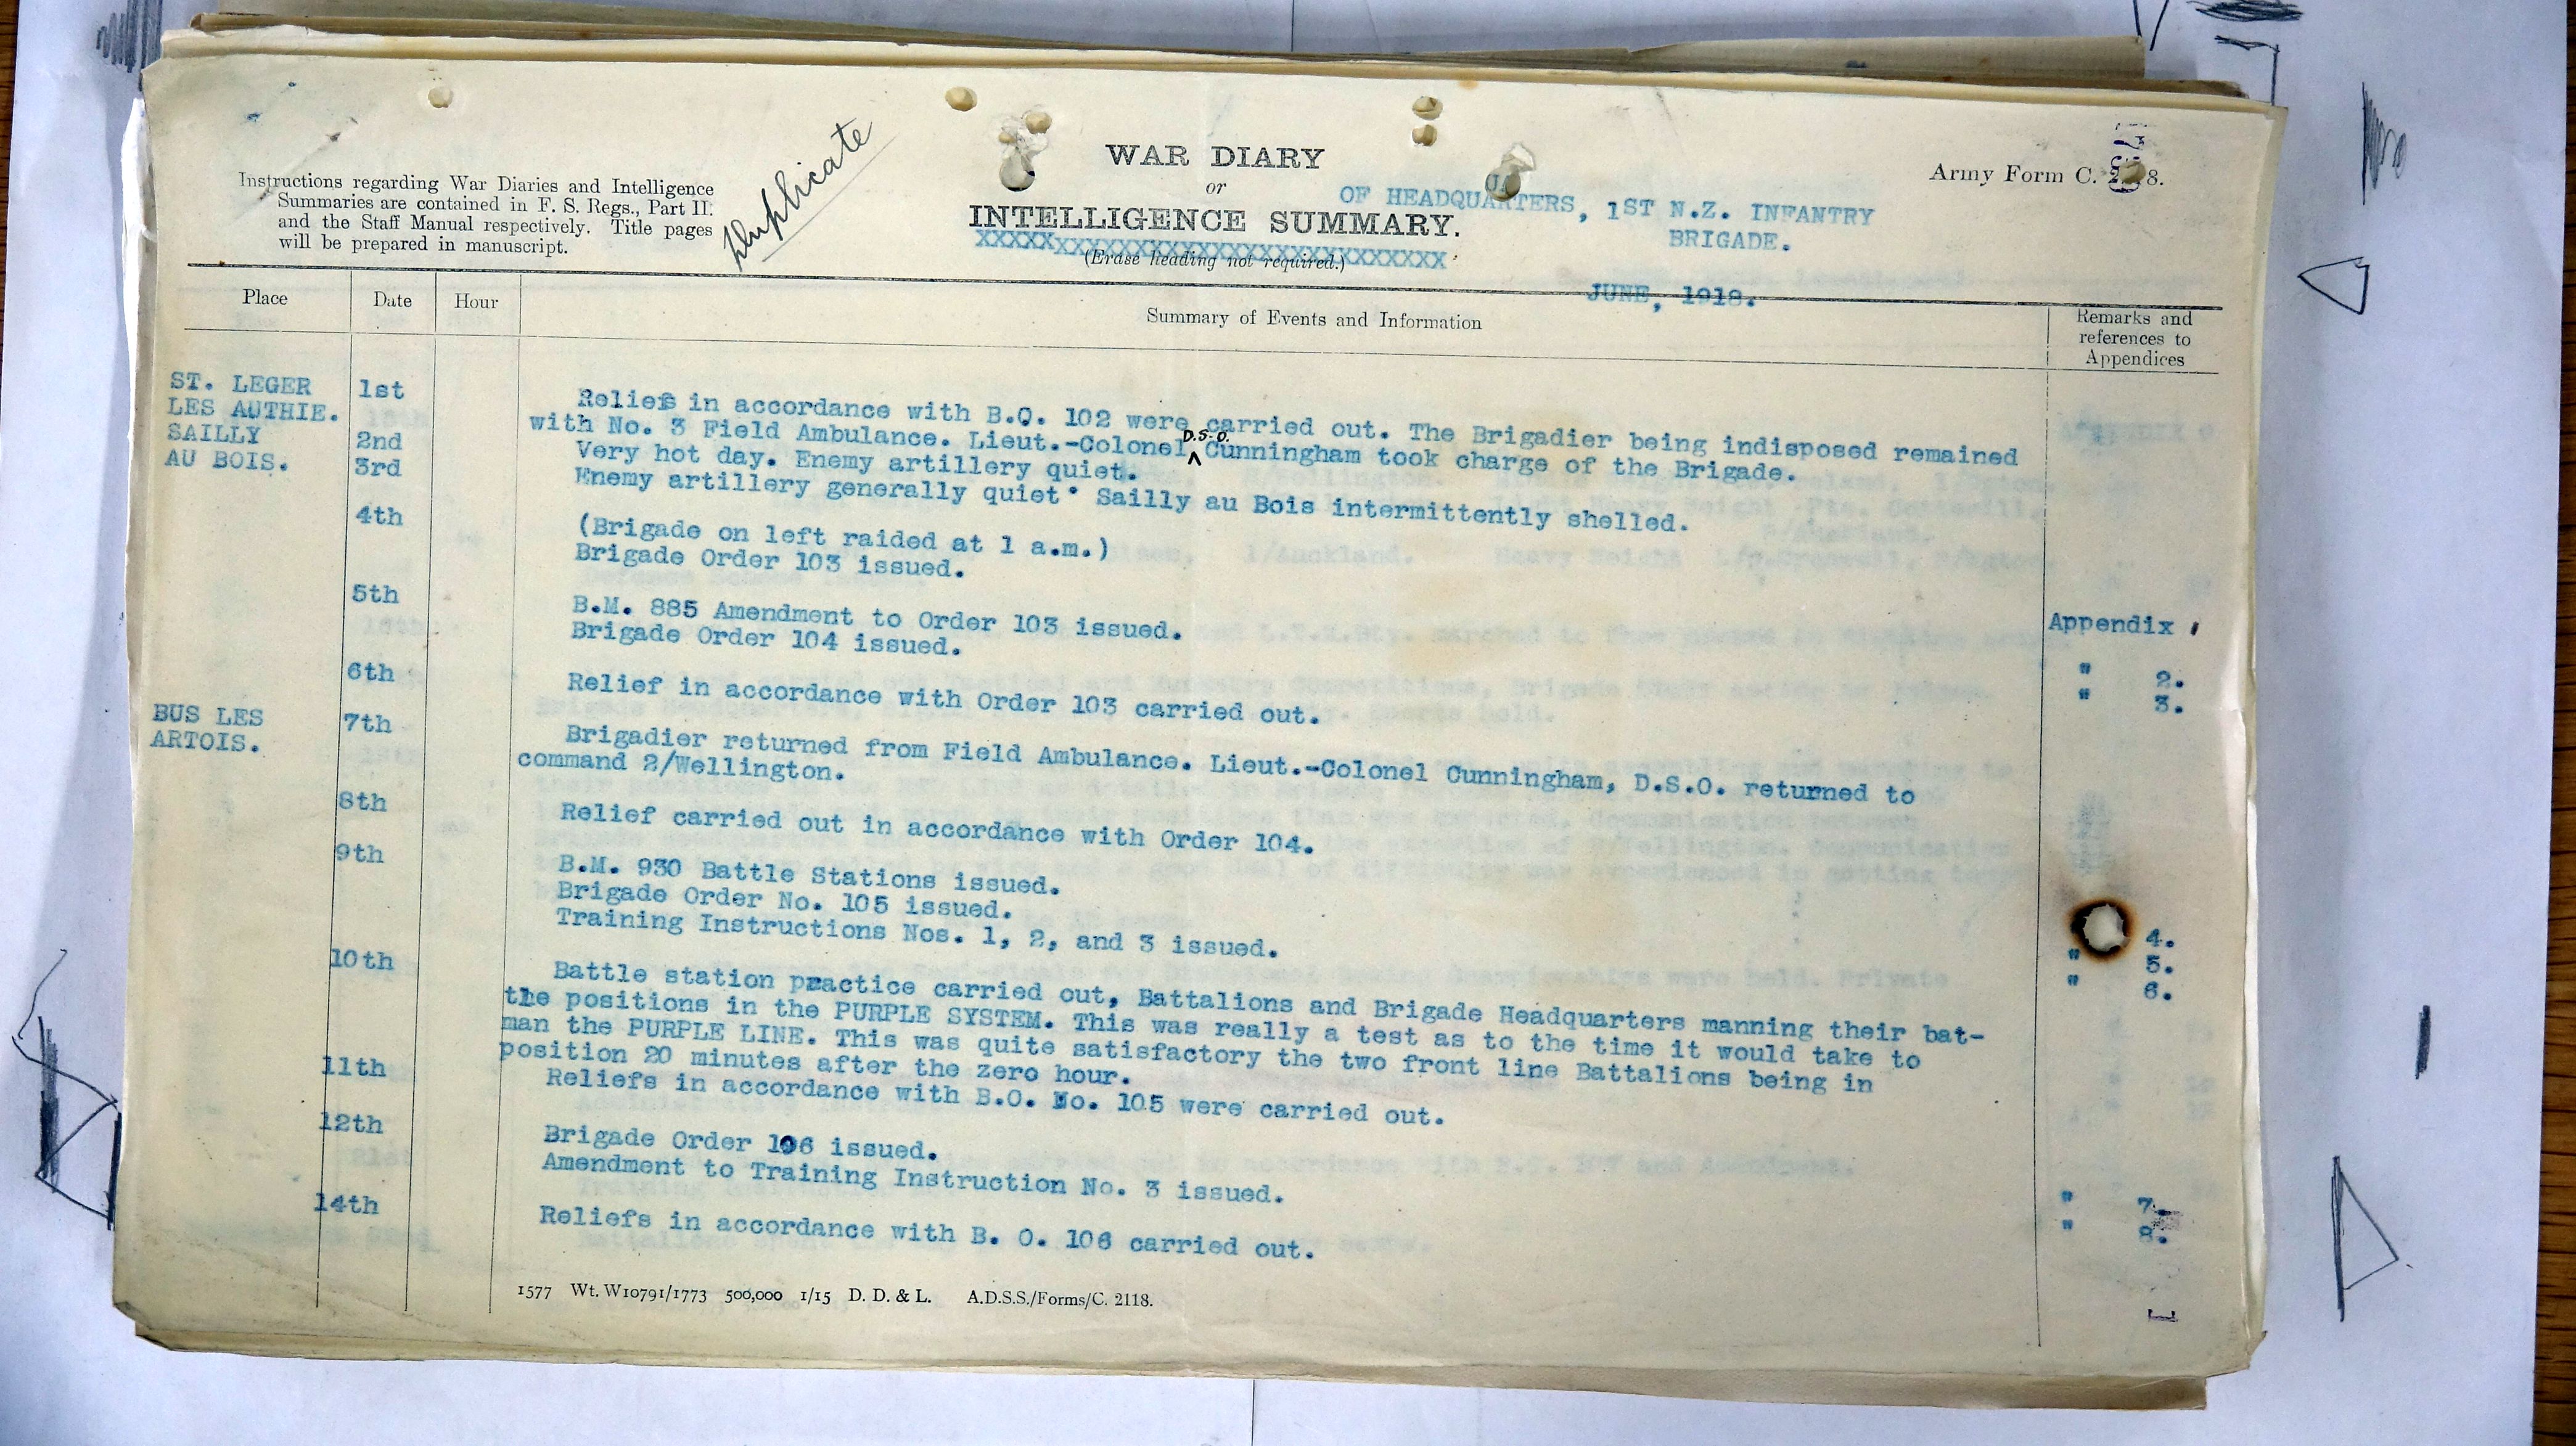 Instructions regarding War Diaries and Intelligence
Summaries are contained in F. S. Regs., Part II.
and the Staff Manual respectively. Title pages
will be prepared in manuscript.
Duplicate
WAR DIARY
or
INTELLIGENCE SUMMARY.
XXXXXXXXXXXXXXXXXXXXXXXXXXXXXXXX
(Erase heading not required.)
OF HEADQUARTERS, 1ST N.Z. INFANTRY
BRIGADE.
JUNE, 1918.
Army Form C.
Place Date Hour Summary of Events and Information Remarks and
references to
Appendices
ST. LEGER 1st Reliefs in accordance with B.O. 102 were carried out. The Brigadier being indisposed remained
LES AUTHIE. with No. 3 Field Ambulance. Lieut.-Colonel D.S.O. Cunningham took charge of the Brigade.
SAILLY 2nd Very hot day. Enemy artillery quiet.
AU BOIS. 3rd Enemy artillery generally quiet. Sailly au Bois intermittently shelled.
4th (Brigade on left raided at 1 a.m.)
Brigade Order 103 issued. Appendix 1
5th B.M. 885 Amendment to Order 103 issued. " 2.
Brigade Order 104 issued. " 3.
6th Relief in accordance with Order 103 carried out.
BUS LES 7th Brigadier returned from Field Ambulance. Lieut.-Colonel Cunningham, D.S.O. returned to
ARTOIS. command 2/Wellington.
8th Relief carried out in accordance with Order 104.
9th B.M. 930 Battle Stations issued. 4.
Brigade Order No. 105 issued. " 5.
Training Instructions Nos. 1, 2, and 3 issued. " 6.
10th Battle station practice carried out, Battalions and Brigade Headquarters manning their bat-
tle positions in the PURPLE SYSTEM. This was really a test as to the time it would take to
man the PURPLE LINE. This was quite satisfactory the two front line Battalions being in
position 20 minutes after the zero hour.
11th Reliefs in accordance with B.O. No. 105 were carried out.
12th Brigade Order 106 issued. " 7.
Amendment to Training Instruction No. 3 issued. " 8.
14th Reliefs in accordance with B. O. 106 carried out.
1577 Wt. W10791/1773 500,000 1/15 D. D. & L. A.D.S.S./Forms/C. 2118.